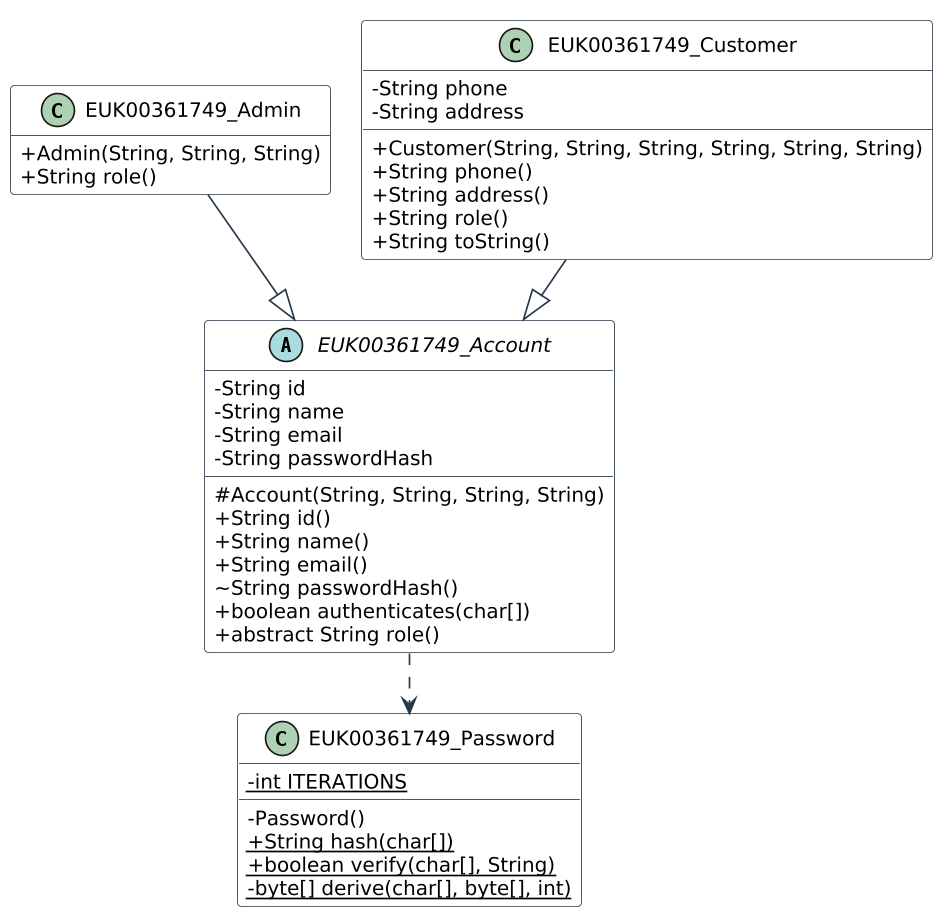 C EUK00361749_Admin
+Admin(String, String, String)
+String role()
C EUK00361749_Customer
-String phone
-String address
+Customer(String, String, String, String, String, String)
+String phone()
+String address()
+String role()
+String toString()
A EUK00361749_Account
-String id
-String name
-String email
-String passwordHash
#Account(String, String, String, String)
+String id()
+String name()
+String email()
~String passwordHash()
+boolean authenticates(char[])
+abstract String role()
C EUK00361749_Password
-int ITERATIONS
-Password()
+String hash(char[])
+boolean verify(char[], String)
-byte[] derive(char[], byte[], int)